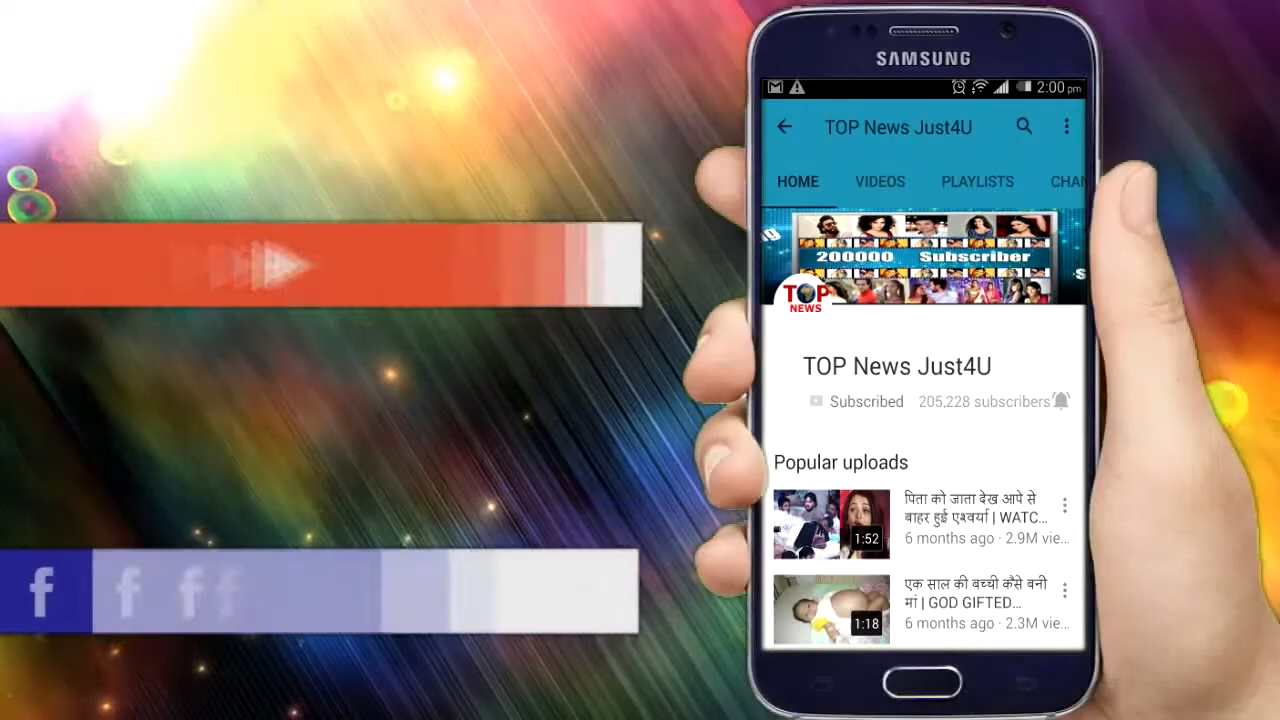 SAMSUNG
2:00 pm
TOP News Just4U
HOME VIDEOS PLAYLISTS CHAN
200000 Subscriber
TOP
NEWS
TOP News Just4U
Subscribed 205,228 subscribers
Popular uploads
पिता को जाता देख आपे से
बाहर हुई एश्वर्या | WATC...
6 months ago · 2.9M vie...
1:52
एक साल की बच्ची कैसे बनी
मां | GOD GIFTED...
6 months ago · 2.3M vie...
1:18
f f f f